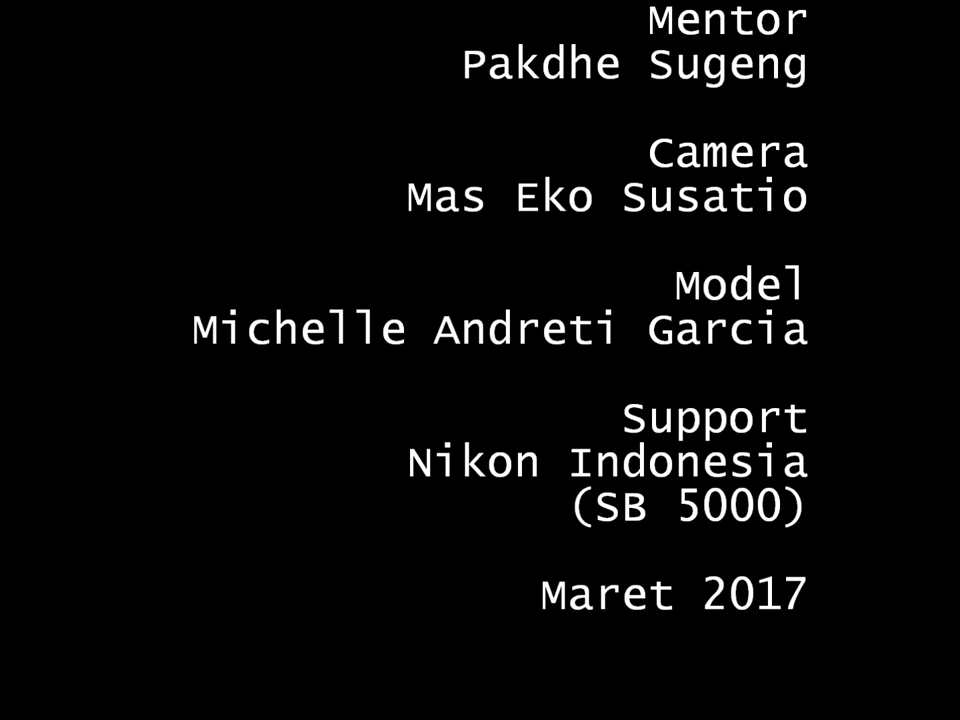 Mentor
Pakdhe Sugeng
Camera
Mas Eko Susatio
Model
Michelle Andreti Garcia
Support
Nikon Indonesia
(SB 5000)
Maret 2017